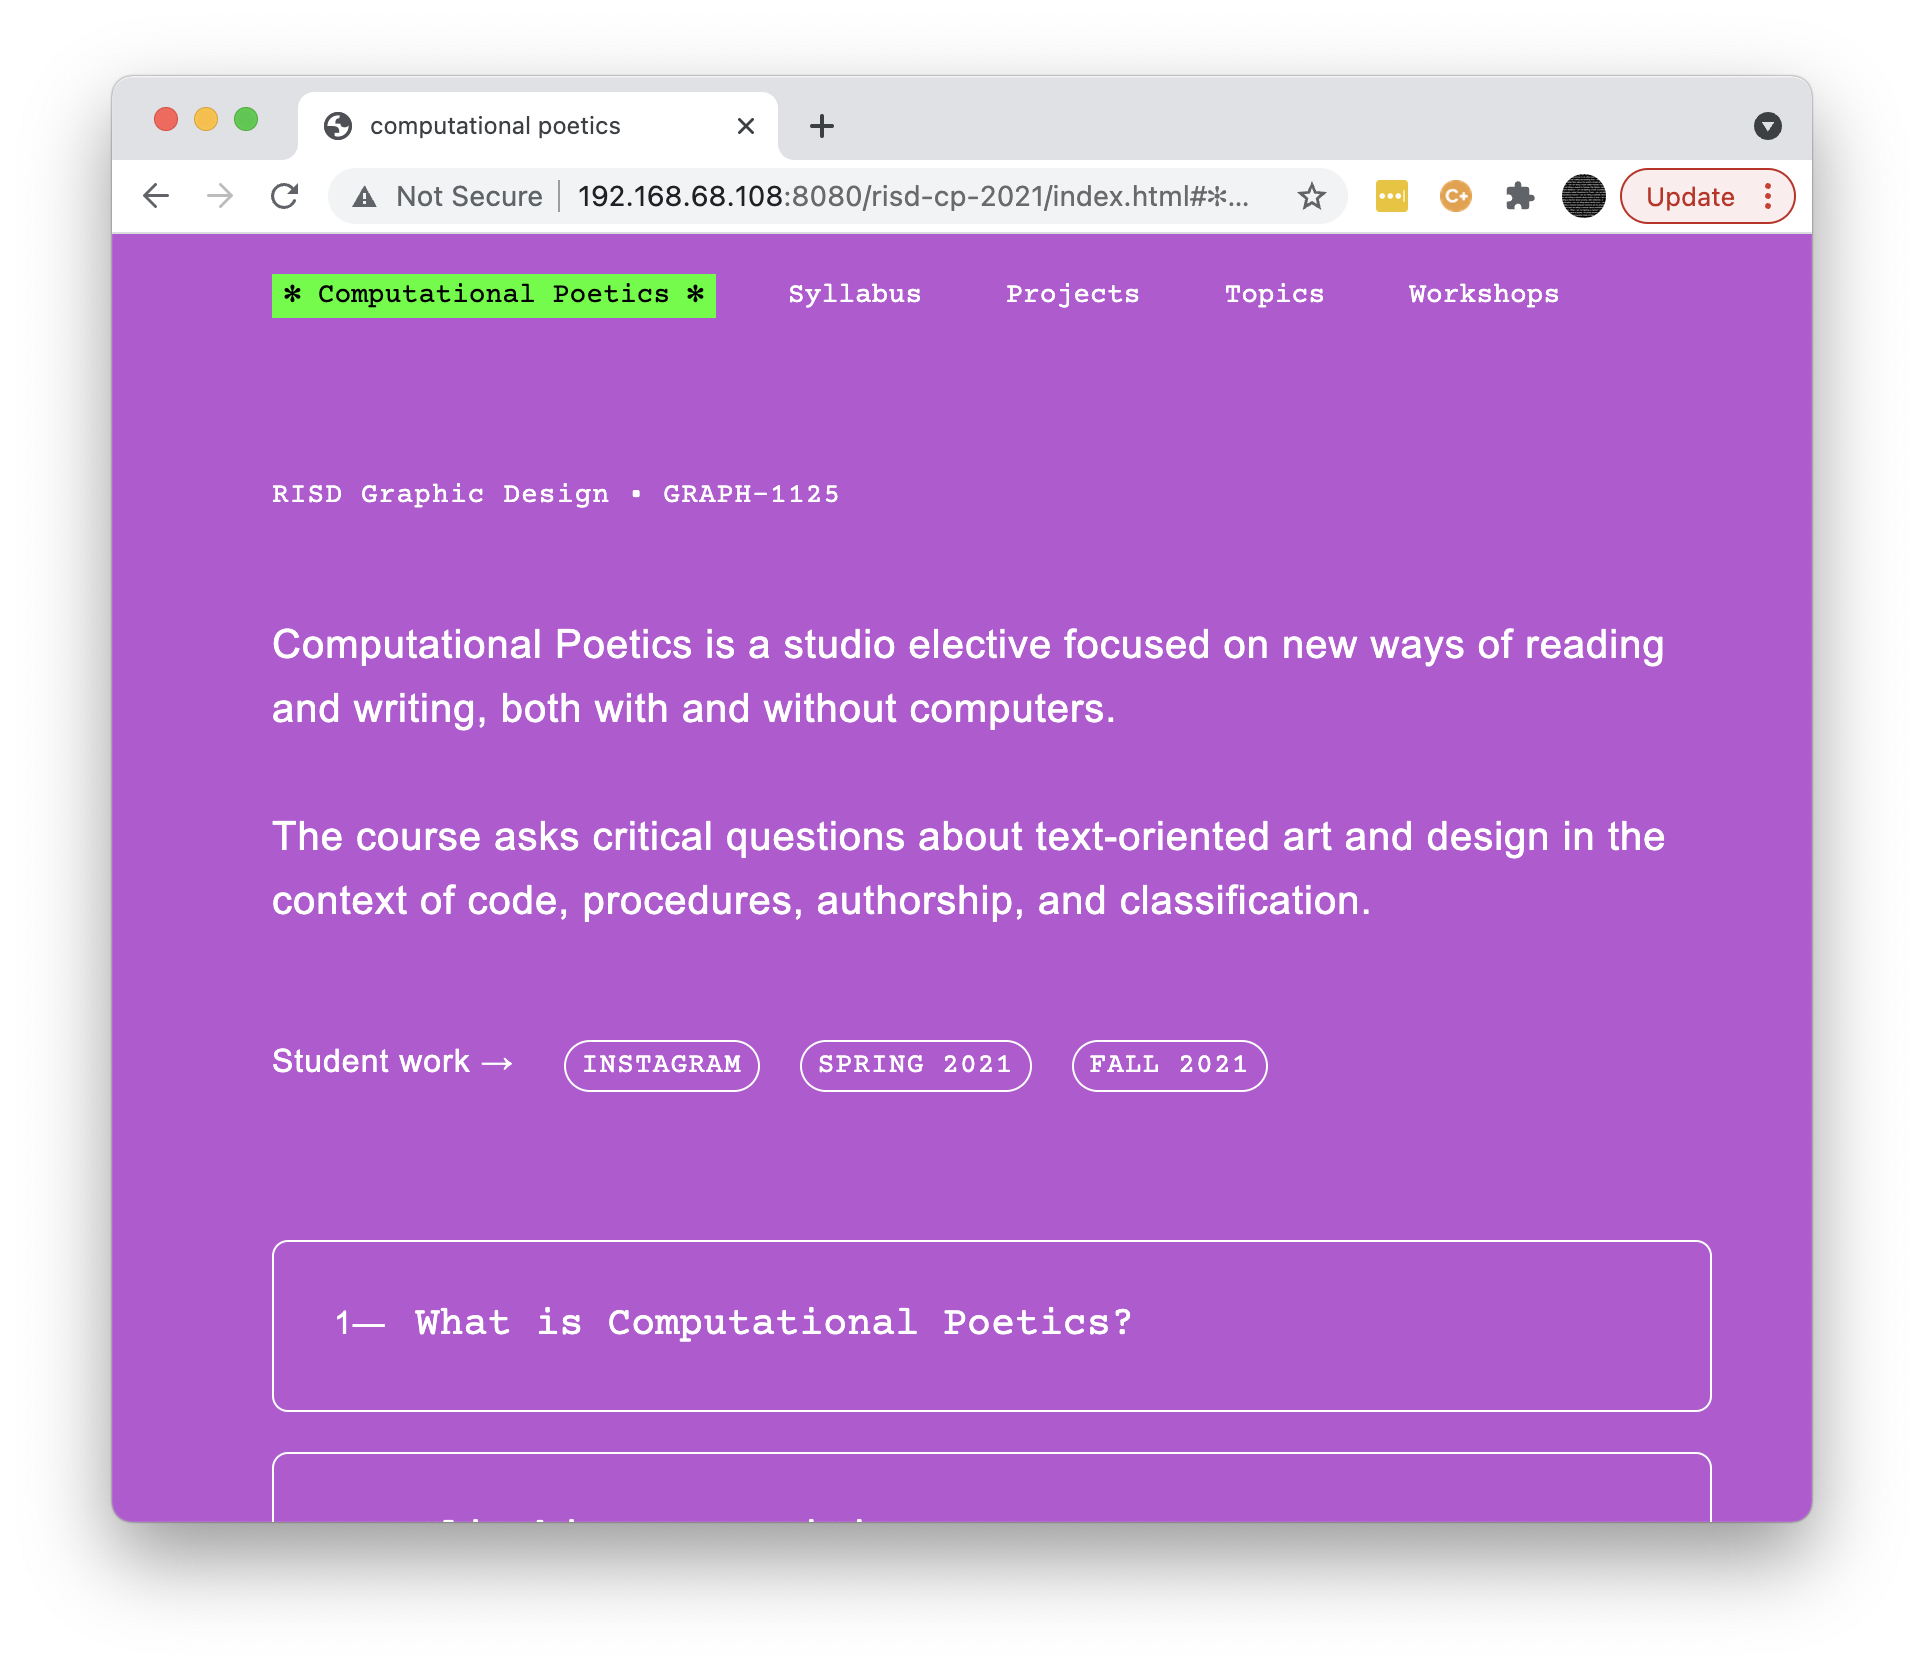 computational poetics
Not Secure 192.168.68.108:8080/risd-cp-2021/index.html#✻... Update
✻ Computational Poetics ✻ Syllabus Projects Topics Workshops
RISD Graphic Design • GRAPH-1125
Computational Poetics is a studio elective focused on new ways of reading
and writing, both with and without computers.
The course asks critical questions about text-oriented art and design in the
context of code, procedures, authorship, and classification.
Student work → INSTAGRAM SPRING 2021 FALL 2021
1— What is Computational Poetics?